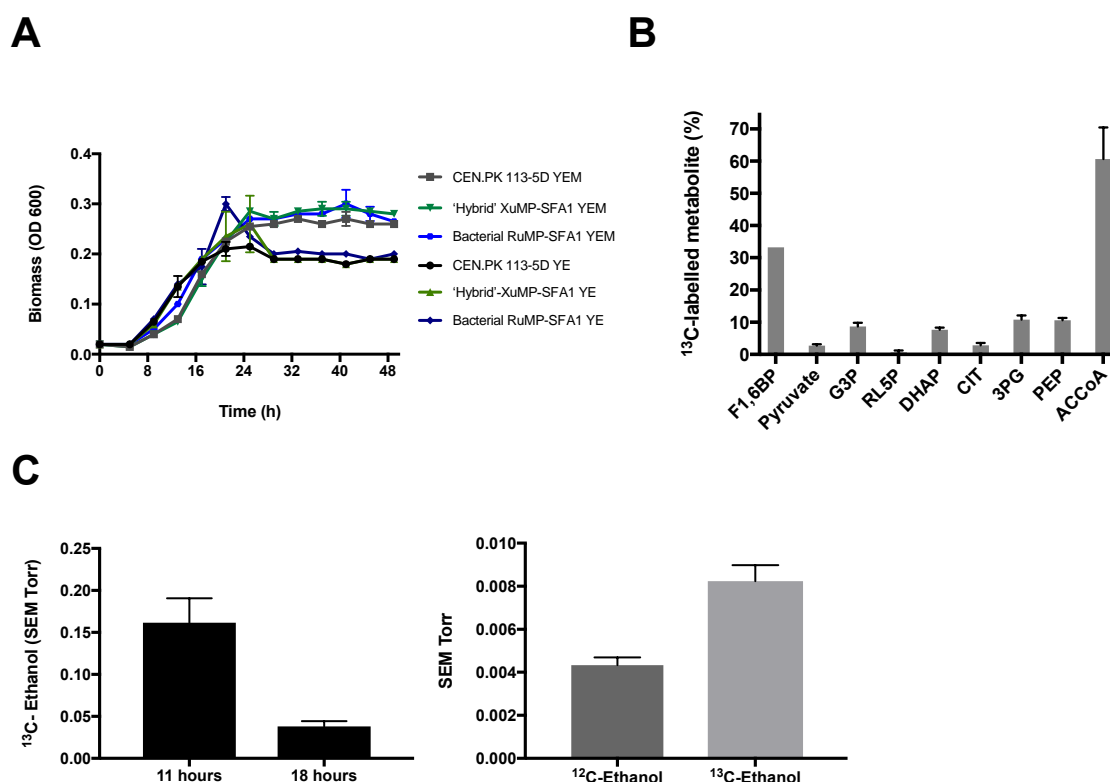 A
Biomass (OD 600)
0.4
0.3
0.2
0.1
0.0
0 8 16 24 32 40 48
Time (h)
CEN.PK 113-5D YEM
‘Hybrid’ XuMP-SFA1 YEM
Bacterial RuMP-SFA1 YEM
CEN.PK 113-5D YE
‘Hybrid’-XuMP-SFA1 YE
Bacterial RuMP-SFA1 YE
B
¹³C-labelled metabolite (%)
70
60
50
40
30
20
10
0
F1,6BP Pyruvate G3P RL5P DHAP CIT 3PG PEP ACCoA
C
¹³C- Ethanol (SEM Torr)
0.25
0.20
0.15
0.10
0.05
0.00
11 hours 18 hours
SEM Torr
0.010
0.008
0.006
0.004
0.002
0.000
¹²C-Ethanol ¹³C-Ethanol